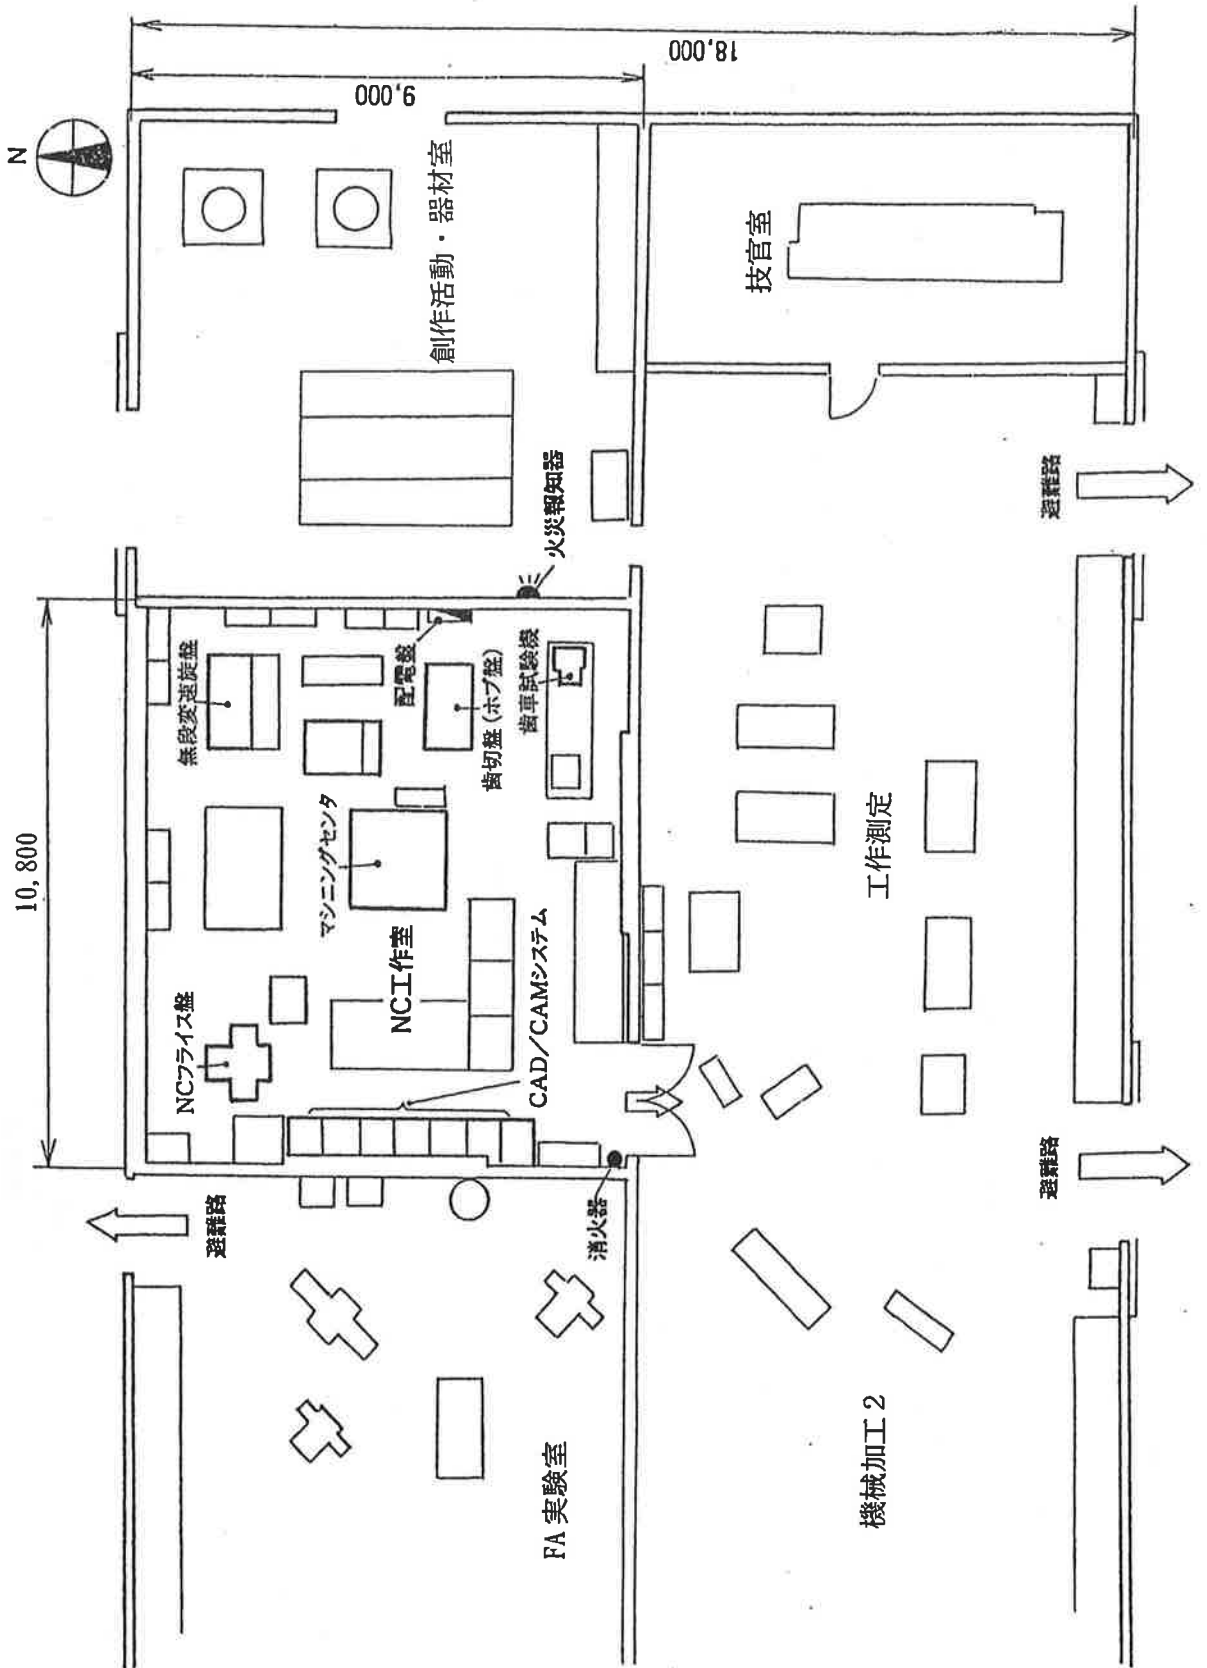 N
10,800
9,000
18,000
創作活動・器材室
技官室
火災報知器
無段変速旋盤
配電盤
歯切盤（ホブ盤）
歯車試験機
マシニングセンタ
NC工作室
NCフライス盤
CAD／CAMシステム
消火器
避難路
避難路
避難路
工作測定
FA実験室
機械加工2